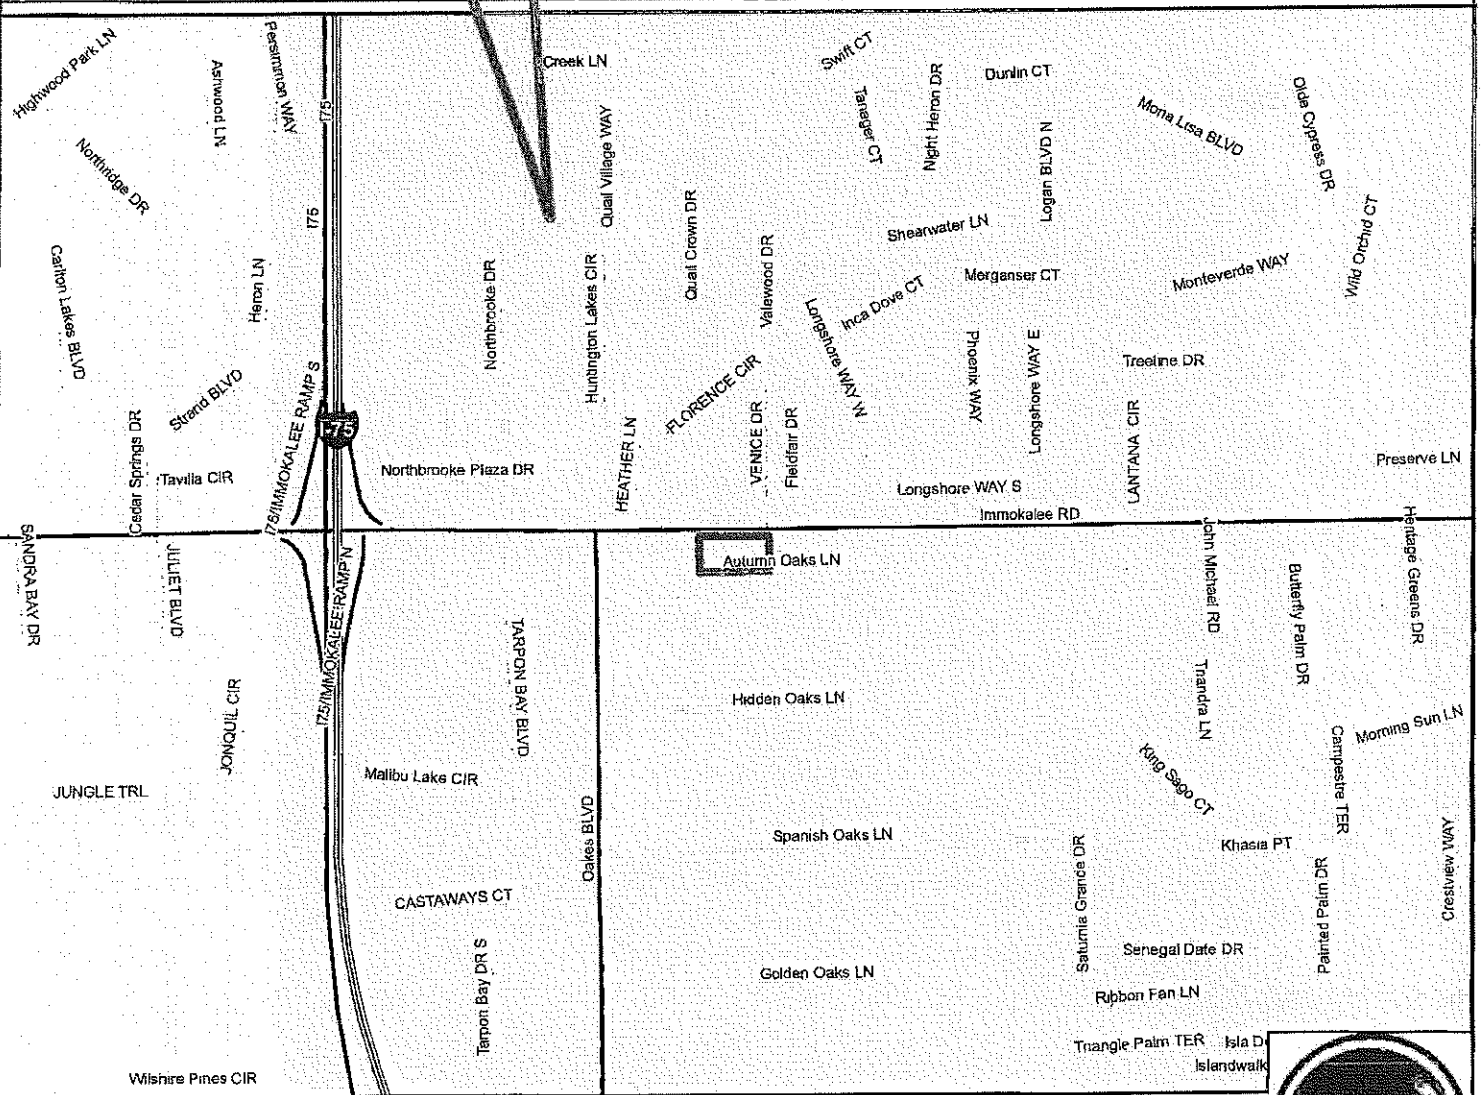 Highwood Park LN
Ashwood LN
Persimmon WAY
I75
Creek LN
Swift CT
Dunlin CT
Tanager CT
Night Heron DR
Logan BLVD N
Mona Lisa BLVD
Olde Cypress DR
Northridge DR
I75
Quail Village WAY
Quail Crown DR
Shearwater LN
Wild Orchid CT
Carlton Lakes BLVD
Heron LN
Northbrooke DR
Huntington Lakes CIR
Valewood DR
Merganser CT
Monteverde WAY
Inca Dove CT
Longshore WAY W
Phoenix WAY
Longshore WAY E
Treeline DR
Strand BLVD
I75/IMMOKALEE RAMP S
FLORENCE CIR
I-75
Cedar Springs DR
Tavilla CIR
Northbrooke Plaza DR
HEATHER LN
VENICE DR
Fieldfair DR
LANTANA CIR
Preserve LN
Longshore WAY S
Immokalee RD
SANDRA BAY DR
JULIET BLVD
I75/IMMOKALEE RAMP N
Autumn Oaks LN
John Michael RD
Butterfly Palm DR
Heritage Greens DR
TARPON BAY BLVD
JONQUIL CIR
Hidden Oaks LN
Triandra LN
Morning Sun LN
Campestre TER
King Sago CT
Malibu Lake CIR
JUNGLE TRL
Oakes BLVD
Spanish Oaks LN
Khasia PT
Saturnia Grande DR
Painted Palm DR
Crestview WAY
CASTAWAYS CT
Tarpon Bay DR S
Senegal Date DR
Golden Oaks LN
Ribbon Fan LN
Triangle Palm TER
Isla D
Islandwalk
Wilshire Pines CIR